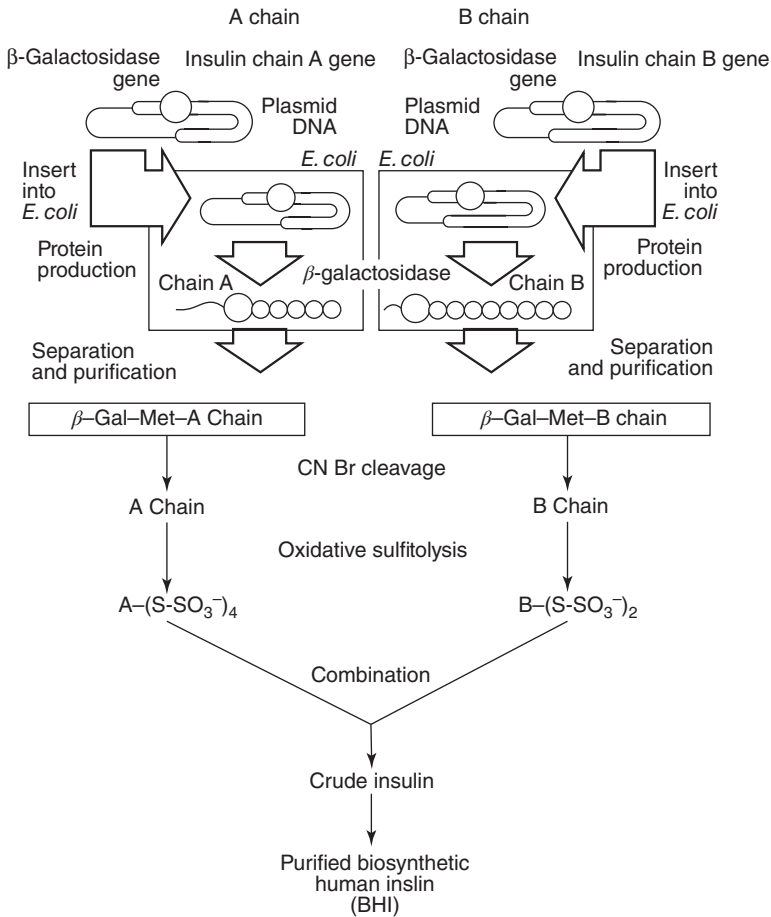 A chain
B chain
β-Galactosidase
gene
Insulin chain A gene
β-Galactosidase
gene
Insulin chain B gene
Plasmid
DNA
Plasmid
DNA
E. coli
E. coli
Insert
into
E. coli
Insert
into
E. coli
Protein
production
Protein
production
Chain A
β-galactosidase
Chain B
Separation
and purification
Separation
and purification
β–Gal–Met–A Chain
β–Gal–Met–B chain
CN Br cleavage
A Chain
B Chain
Oxidative sulfitolysis
A–(S-SO₃⁻)₄
B–(S-SO₃⁻)₂
Combination
Crude insulin
Purified biosynthetic
human inslin
(BHI)